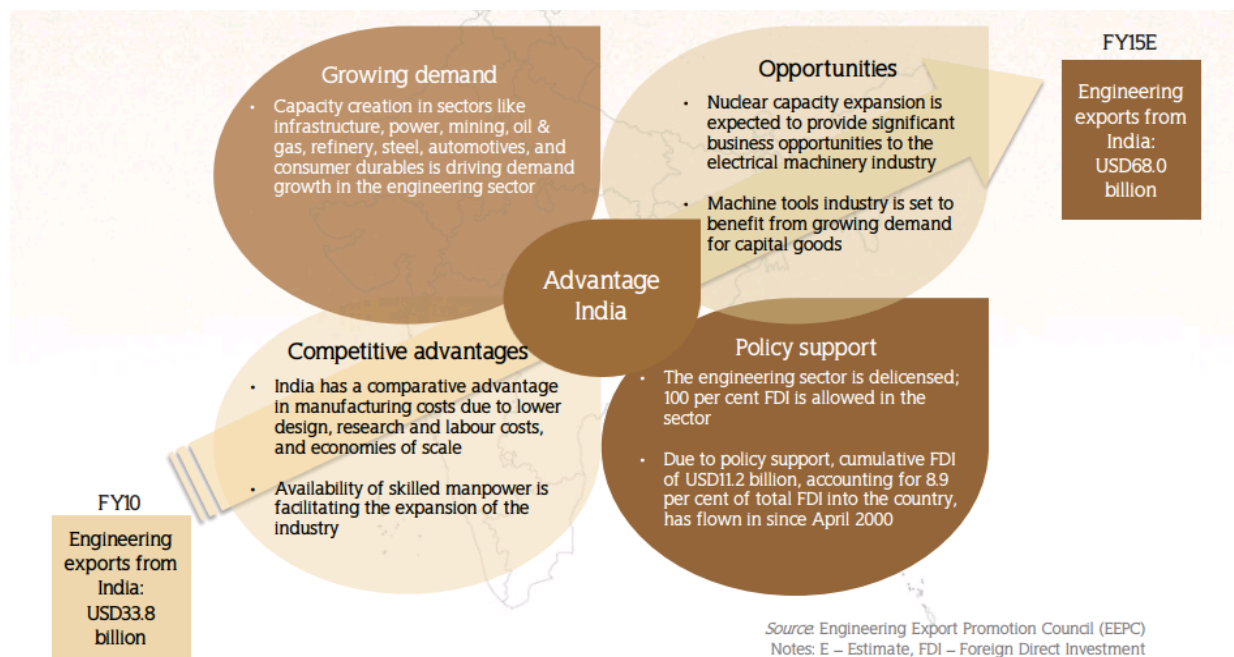 Growing demand
• Capacity creation in sectors like
infrastructure, power, mining, oil &
gas, refinery, steel, automotives, and
consumer durables is driving demand
growth in the engineering sector
Opportunities
• Nuclear capacity expansion is
expected to provide significant
business opportunities to the
electrical machinery industry
• Machine tools industry is set to
benefit from growing demand
for capital goods
FY15E
Engineering
exports from
India:
USD68.0
billion
Advantage
India
Competitive advantages
• India has a comparative advantage
in manufacturing costs due to lower
design, research and labour costs,
and economies of scale
• Availability of skilled manpower is
facilitating the expansion of the
industry
Policy support
• The engineering sector is delicensed;
100 per cent FDI is allowed in the
sector
• Due to policy support, cumulative FDI
of USD11.2 billion, accounting for 8.9
per cent of total FDI into the country,
has flown in since April 2000
FY10
Engineering
exports from
India:
USD33.8
billion
Source: Engineering Export Promotion Council (EEPC)
Notes: E – Estimate, FDI – Foreign Direct Investment